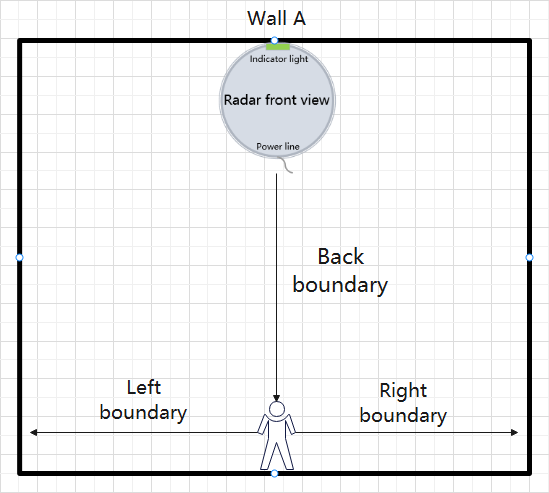 Wall A
Indicator light
Radar front view
Power line
Back
boundary
Left
boundary
Right
boundary